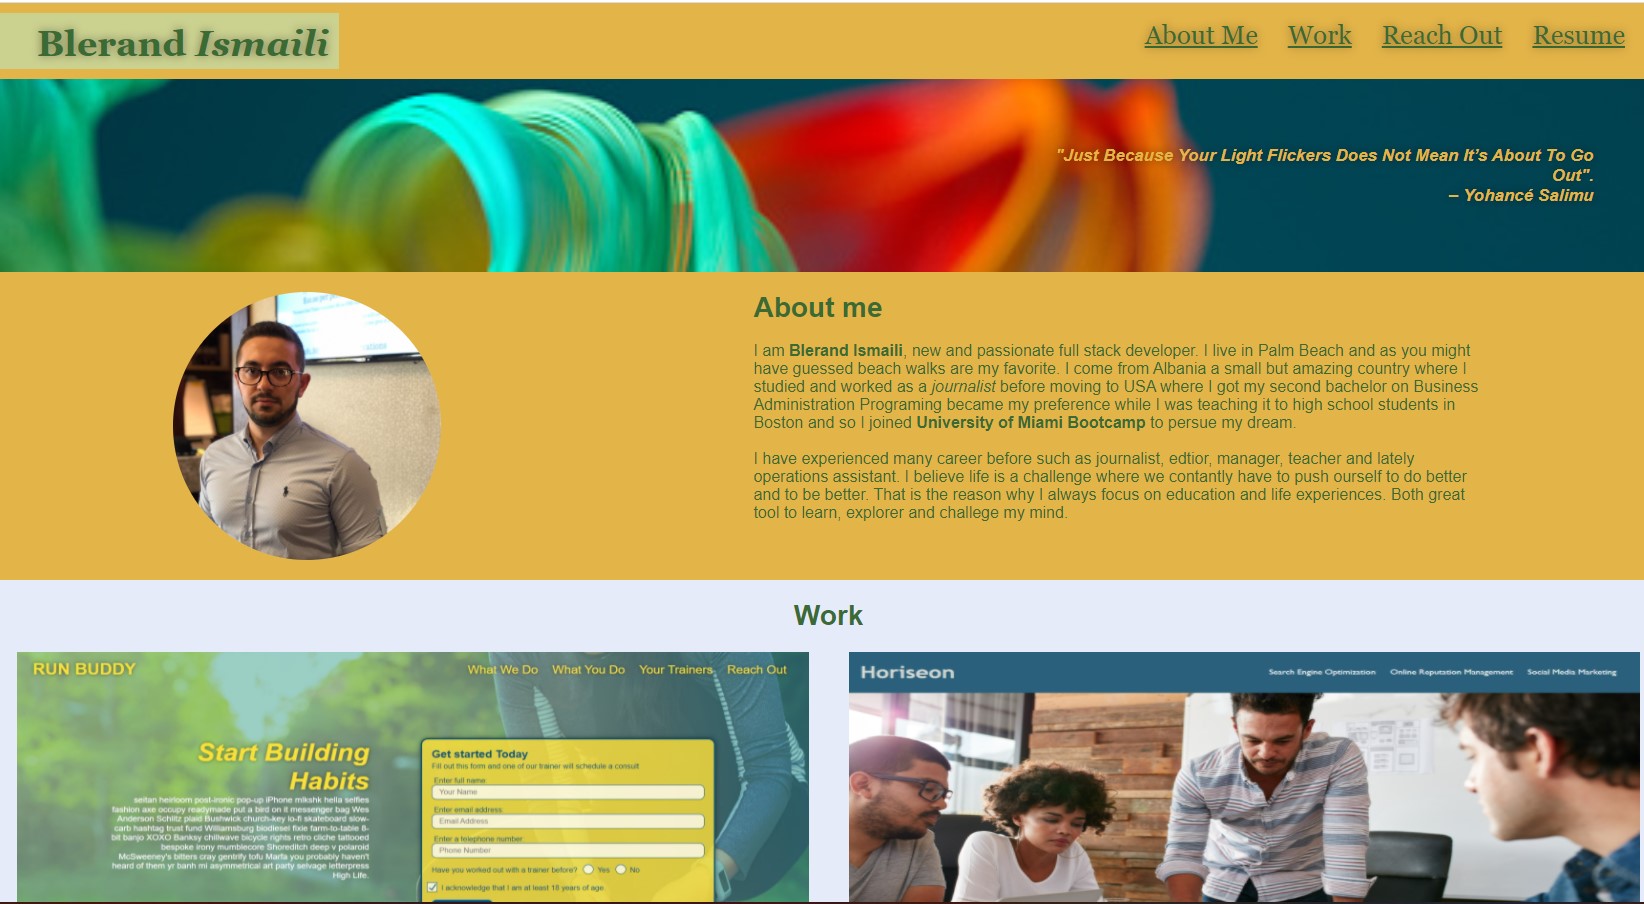 Blerand Ismaili
About Me Work Reach Out Resume
"Just Because Your Light Flickers Does Not Mean It’s About To Go
Out".
– Yohancé Salimu
About me
I am Blerand Ismaili, new and passionate full stack developer. I live in Palm Beach and as you might
have guessed beach walks are my favorite. I come from Albania a small but amazing country where I
studied and worked as a journalist before moving to USA where I got my second bachelor on Business
Administration Programing became my preference while I was teaching it to high school students in
Boston and so I joined University of Miami Bootcamp to persue my dream.
I have experienced many career before such as journalist, edtior, manager, teacher and lately
operations assistant. I believe life is a challenge where we contantly have to push ourself to do better
and to be better. That is the reason why I always focus on education and life experiences. Both great
tool to learn, explorer and challege my mind.
Work
RUN BUDDY
What We Do What You Do Your Trainers Reach Out
Start Building
Habits
seitan heirloom post-ironic pop-up iPhone mlkshk hella selfies
fashion axe occupy readymade put a bird on it messenger bag Wes
Anderson Schlitz plaid Bushwick church-key lo-fi skateboard slow-
carb hashtag trust fund Williamsburg biodiesel fixie farm-to-table 8-
bit banjo XOXO Banksy chillwave bicycle rights retro cliche tattooed
bespoke irony mumblecore Shoreditch deep v polaroid
McSweeney's bitters cray gentrify tofu Marfa you probably haven't
heard of them yr banh mi asymmetrical art party selvage letterpress
High Life.
Get started Today
Fill out this form and one of our trainer will schedule a consult
Enter full name:
Your Name
Enter email address:
Email Address
Enter a telephone number:
Phone Number
Have you worked out with a trainer before? Yes No
I acknowledge that I am at least 18 years of age.
Horiseon
Search Engine Optimization Online Reputation Management Social Media Marketing